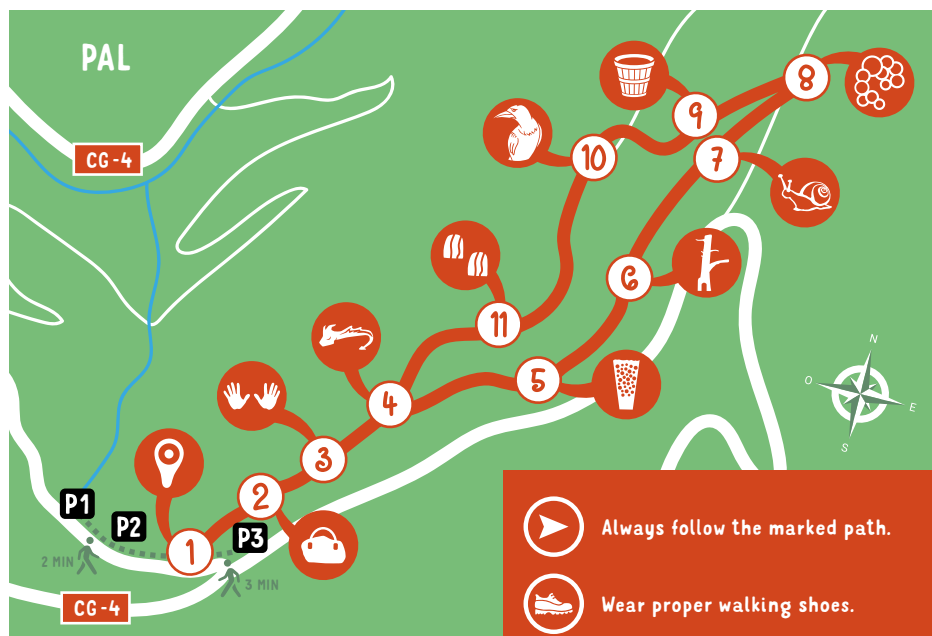 PAL
CG-4
8
9
7
10
6
11
5
4
3
2
1
N
O
E
S
P1
P2
P3
2 MIN
3 MIN
CG-4
Always follow the marked path.
Wear proper walking shoes.